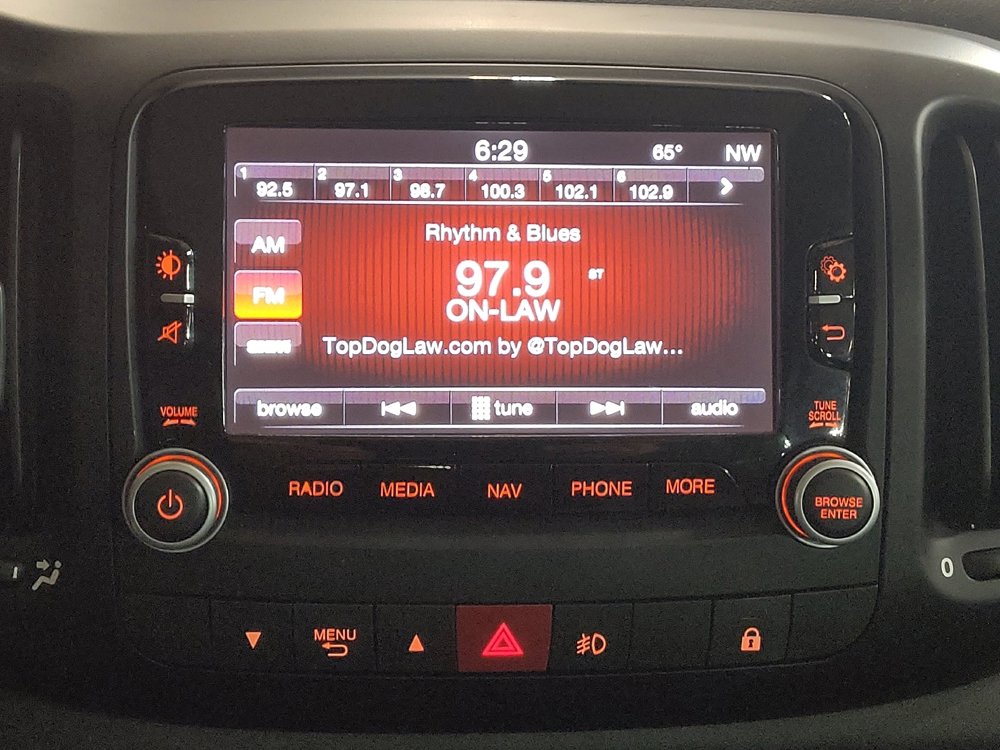 6:29 65° NW
1 92.5 2 97.1 3 98.7 4 100.3 5 102.1 6 102.9
Rhythm & Blues
AM
97.9 ST
FM
ON-LAW
TopDogLaw.com by @TopDogLaw...
browse tune audio
VOLUME
TUNE
SCROLL
RADIO MEDIA NAV PHONE MORE
BROWSE
ENTER
0
MENU